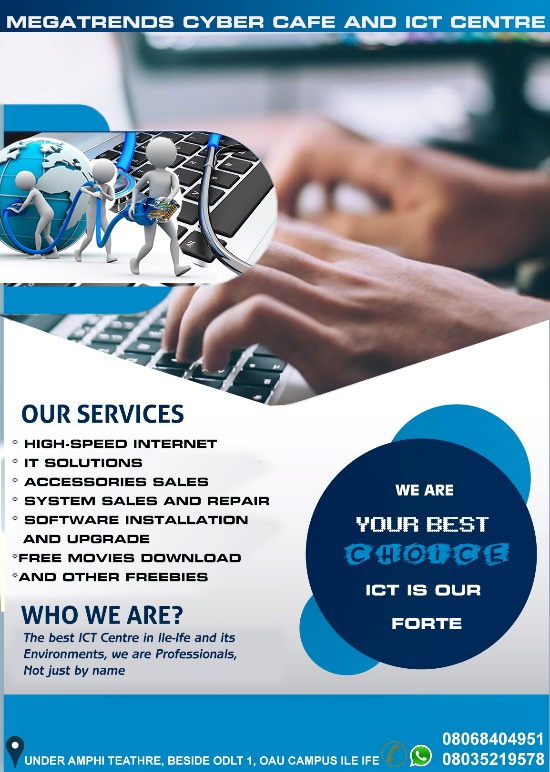 MEGATRENDS CYBER CAFE AND ICT CENTRE
OUR SERVICES
HIGH-SPEED INTERNET
IT SOLUTIONS
ACCESSORIES SALES
SYSTEM SALES AND REPAIR
SOFTWARE INSTALLATION
AND UPGRADE
FREE MOVIES DOWNLOAD
AND OTHER FREEBIES
WHO WE ARE?
The best ICT Centre in Ile-Ife and its
Environments, we are Professionals,
Not just by name
WE ARE
YOUR BEST
CHOICE
ICT IS OUR
FORTE
UNDER AMPHI TEATHRE, BESIDE ODLT 1, OAU CAMPUS ILE IFE
08068404951
08035219578